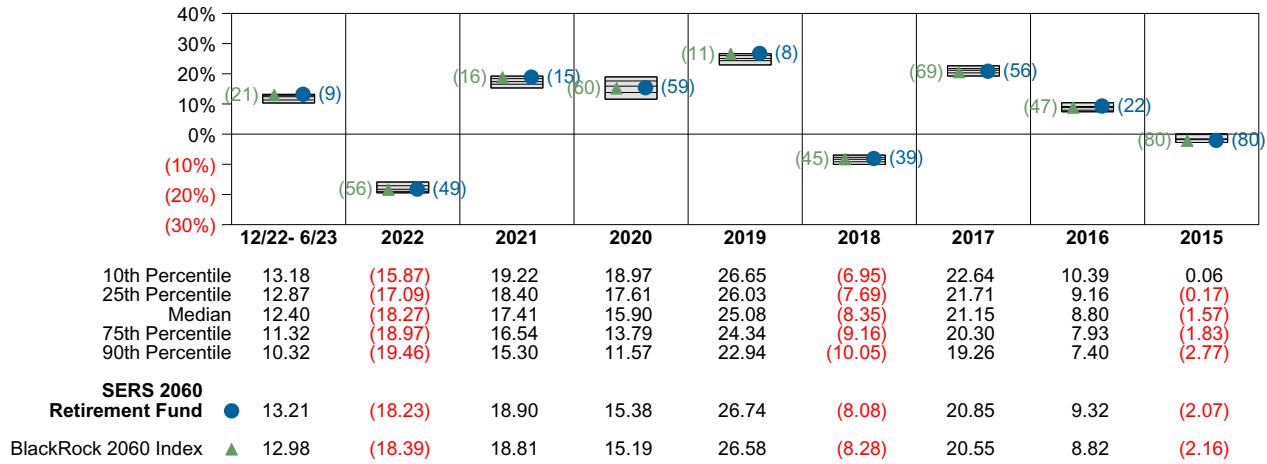 40%
30%
20%
10%
0%
(10%)
(20%)
(30%)
(21) (9)
(56) (49)
(16) (15)
(60) (59)
(11) (8)
(45) (39)
(69) (56)
(47) (22)
(80) (80)
12/22- 6/23 2022 2021 2020 2019 2018 2017 2016 2015
10th Percentile 13.18 (15.87) 19.22 18.97 26.65 (6.95) 22.64 10.39 0.06
25th Percentile 12.87 (17.09) 18.40 17.61 26.03 (7.69) 21.71 9.16 (0.17)
Median 12.40 (18.27) 17.41 15.90 25.08 (8.35) 21.15 8.80 (1.57)
75th Percentile 11.32 (18.97) 16.54 13.79 24.34 (9.16) 20.30 7.93 (1.83)
90th Percentile 10.32 (19.46) 15.30 11.57 22.94 (10.05) 19.26 7.40 (2.77)
SERS 2060
Retirement Fund 13.21 (18.23) 18.90 15.38 26.74 (8.08) 20.85 9.32 (2.07)
BlackRock 2060 Index 12.98 (18.39) 18.81 15.19 26.58 (8.28) 20.55 8.82 (2.16)